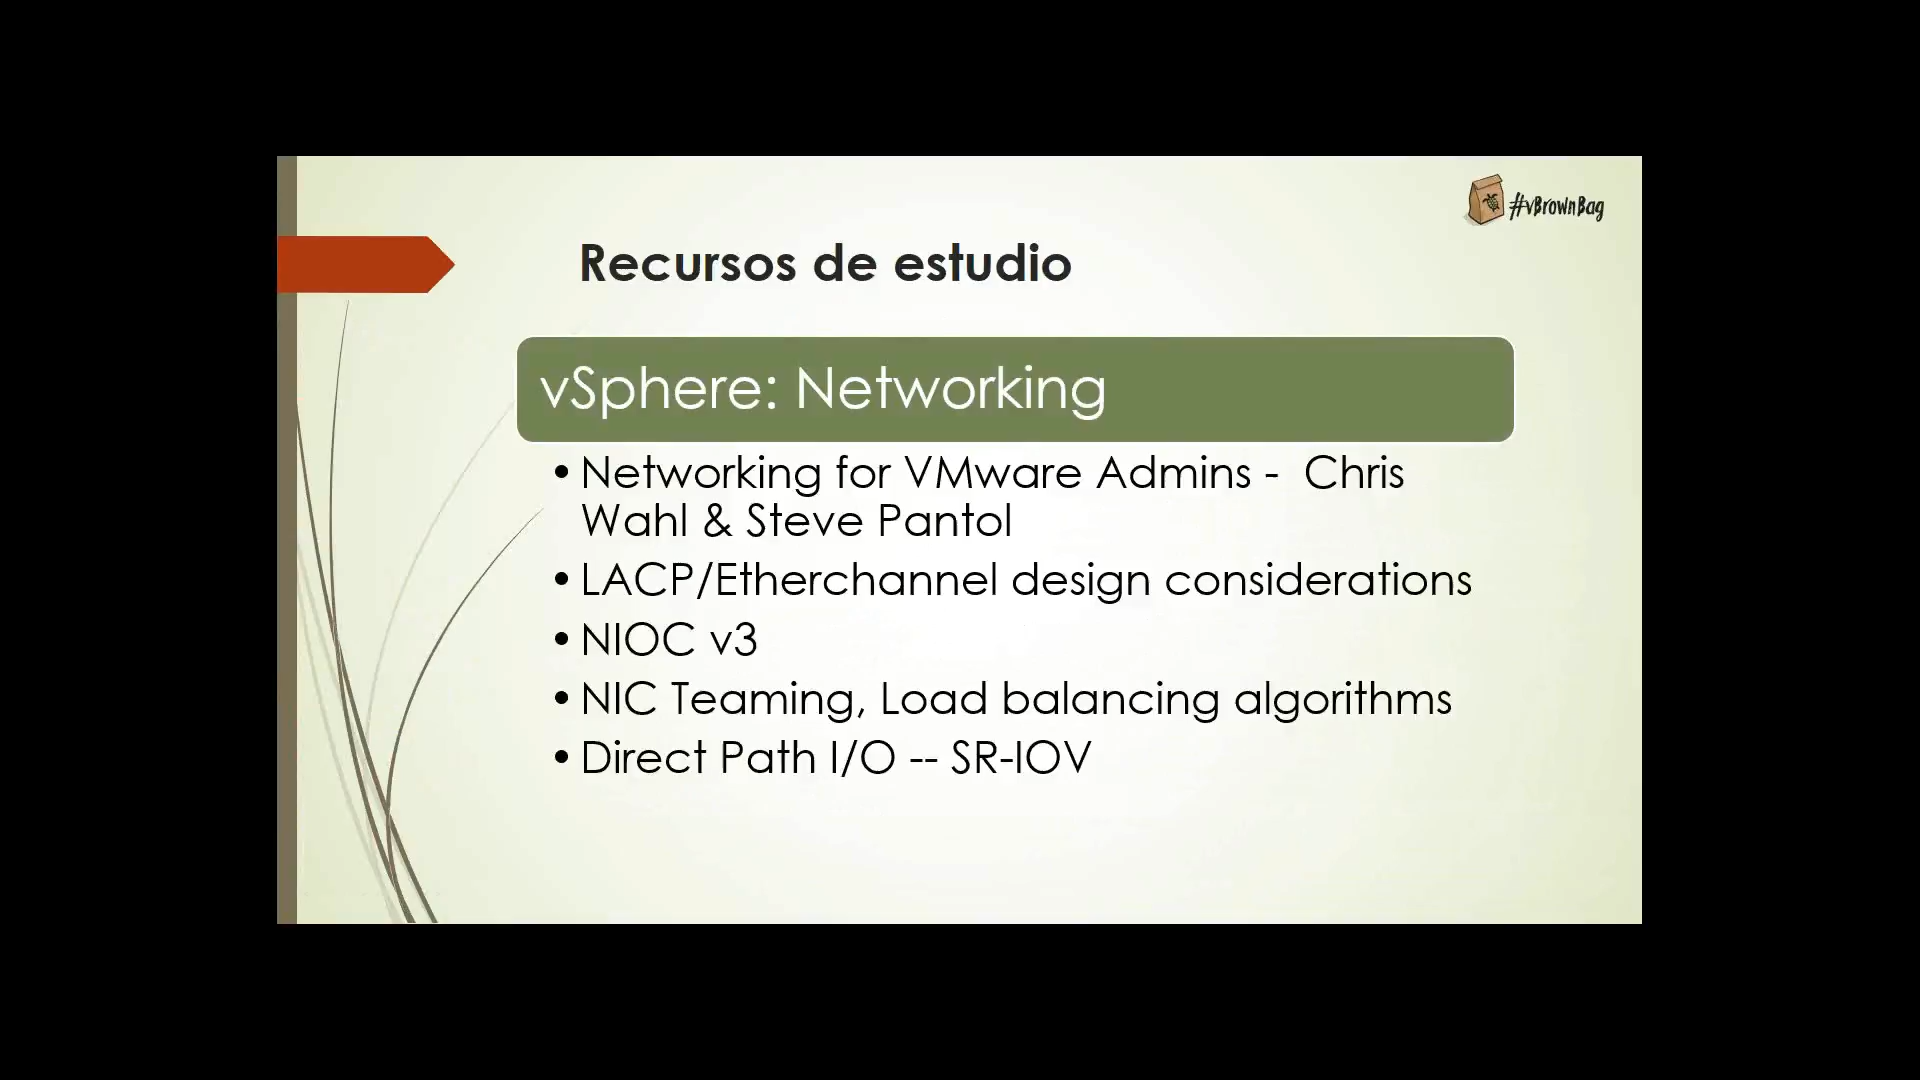 #vBrownBag
Recursos de estudio
vSphere: Networking
• Networking for VMware Admins -  Chris
Wahl & Steve Pantol
• LACP/Etherchannel design considerations
• NIOC v3
• NIC Teaming, Load balancing algorithms
• Direct Path I/O -- SR-IOV